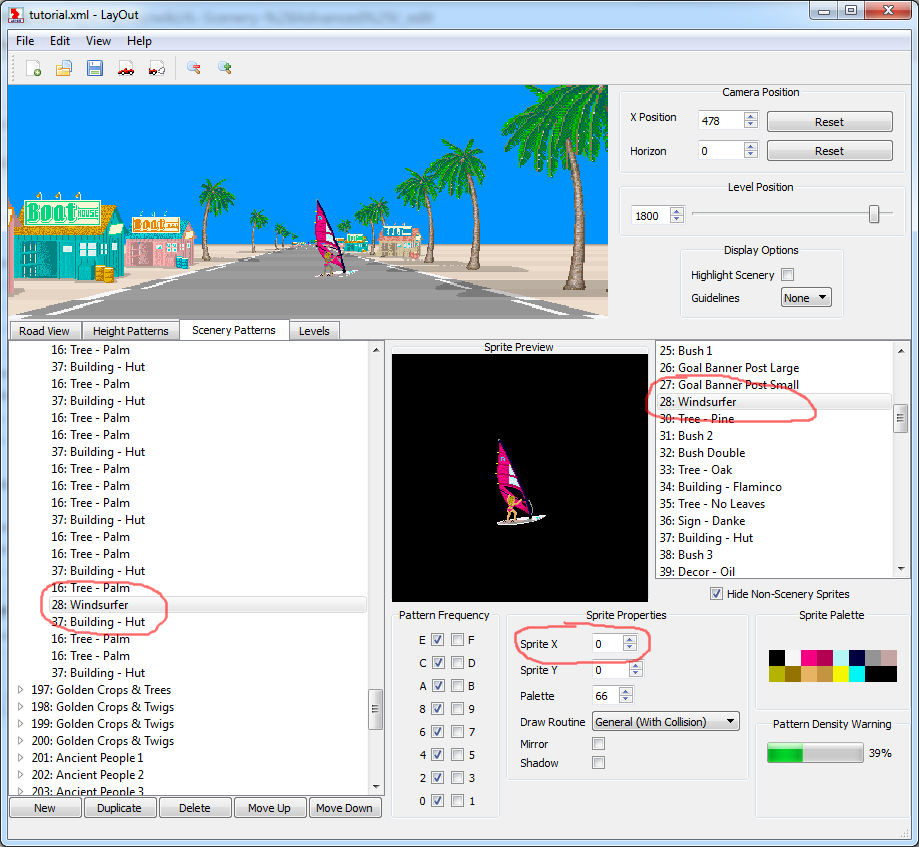 tutorial.xml - LayOut
File Edit View Help
Boat HOUSE
Boat
Camera Position
X Position 478 Reset
Horizon 0 Reset
Level Position
1800
Display Options
Highlight Scenery
Guidelines None
Road View Height Patterns Scenery Patterns Levels
16: Tree - Palm
37: Building - Hut
16: Tree - Palm
37: Building - Hut
16: Tree - Palm
16: Tree - Palm
37: Building - Hut
16: Tree - Palm
16: Tree - Palm
16: Tree - Palm
37: Building - Hut
16: Tree - Palm
16: Tree - Palm
37: Building - Hut
16: Tree - Palm
28: Windsurfer
37: Building - Hut
16: Tree - Palm
16: Tree - Palm
37: Building - Hut
197: Golden Crops & Trees
198: Golden Crops & Twigs
199: Golden Crops & Twigs
200: Golden Crops & Twigs
201: Ancient People 1
202: Ancient People 2
203: Ancient People 3
New Duplicate Delete Move Up Move Down
Sprite Preview
25: Bush 1
26: Goal Banner Post Large
27: Goal Banner Post Small
28: Windsurfer
30: Tree - Pine
31: Bush 2
32: Bush Double
33: Tree - Oak
34: Building - Flaminco
35: Tree - No Leaves
36: Sign - Danke
37: Building - Hut
38: Bush 3
39: Decor - Oil
Hide Non-Scenery Sprites
Pattern Frequency
E F
C D
A B
8 9
6 7
4 5
2 3
0 1
Sprite Properties
Sprite X 0
Sprite Y 0
Palette 66
Draw Routine General (With Collision)
Mirror
Shadow
Sprite Palette
Pattern Density Warning
39%